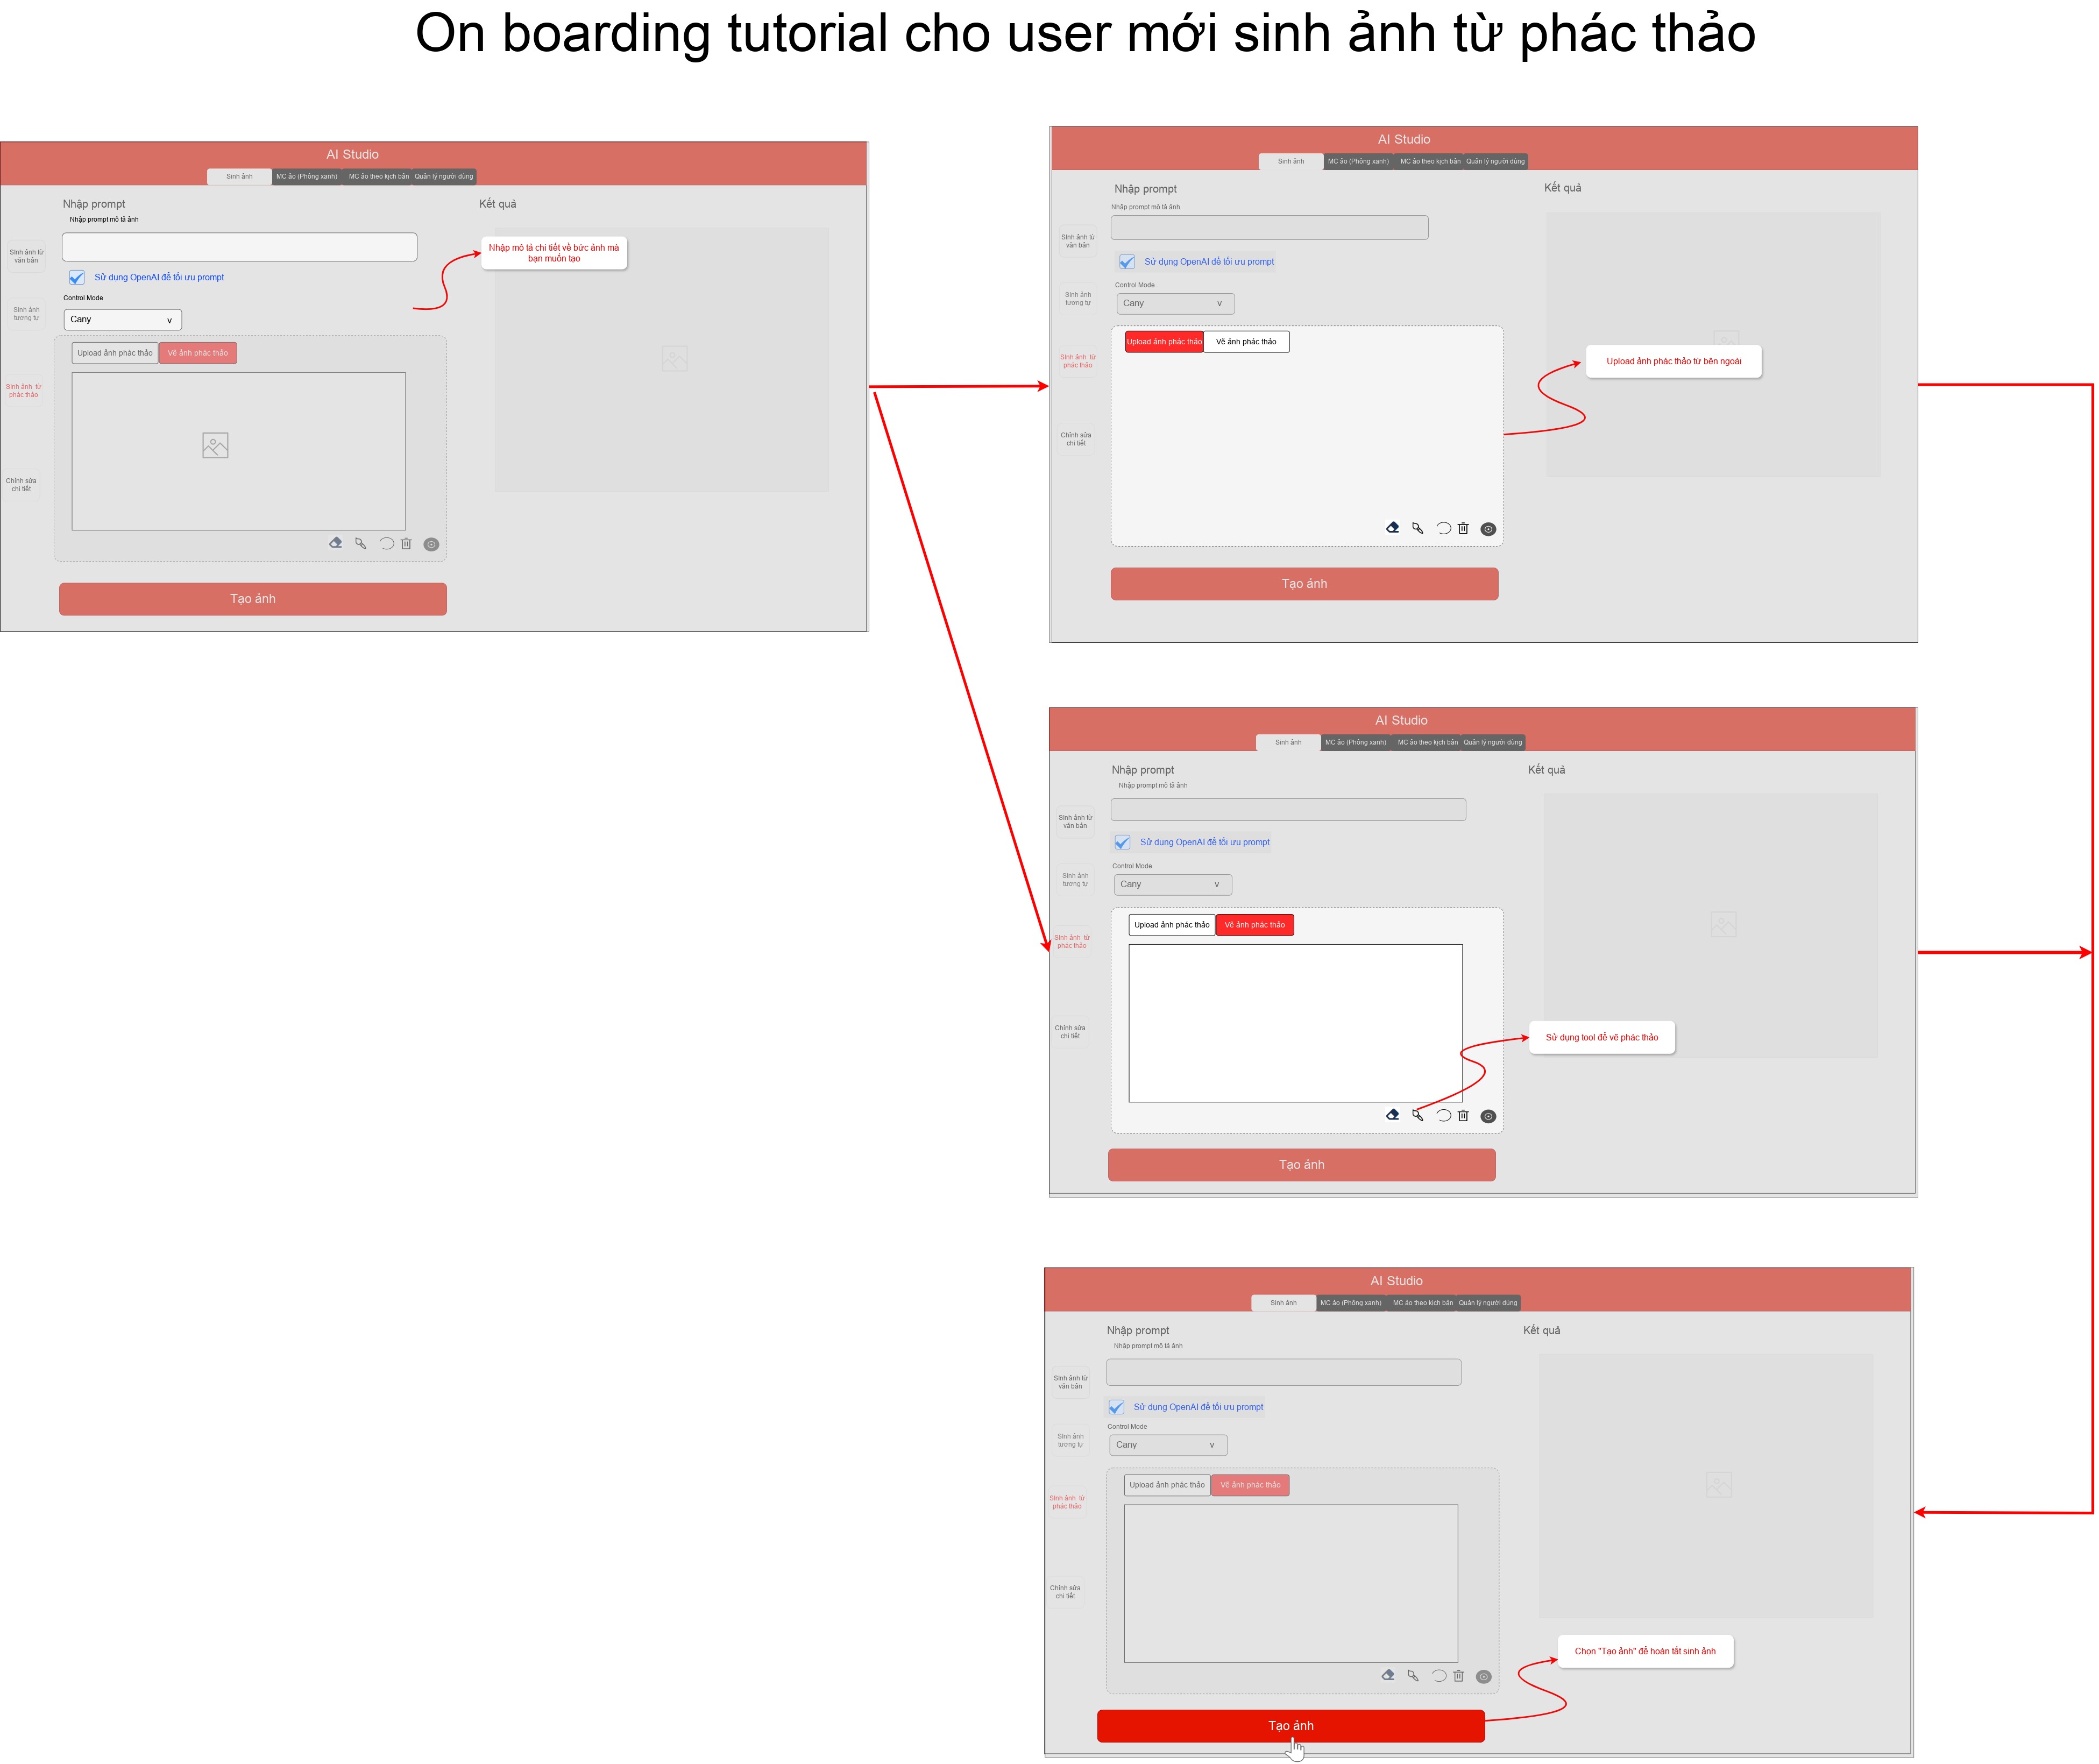 On boarding tutorial cho user mới sinh ảnh từ phác thảo
AI Studio
Sinh ảnh
MC ảo (Phông xanh)
MC ảo theo kịch bản
Quản lý người dùng
Nhập prompt
Nhập prompt mô tả ảnh
Kết quả
Sinh ảnh từ
văn bản
Nhập mô tả chi tiết về bức ảnh mà
bạn muốn tạo
Sử dụng OpenAI để tối ưu prompt
Control Mode
Sinh ảnh
tương tự
Cany
v
Upload ảnh phác thảo
Vẽ ảnh phác thảo
Sinh ảnh từ
phác thảo
Chỉnh sửa
chi tiết
Tạo ảnh
AI Studio
Sinh ảnh
MC ảo (Phông xanh)
MC ảo theo kịch bản
Quản lý người dùng
Nhập prompt
Kết quả
Nhập prompt mô tả ảnh
Sinh ảnh từ
văn bản
Sử dụng OpenAI để tối ưu prompt
Control Mode
Sinh ảnh
tương tự
Cany
v
Upload ảnh phác thảo
Vẽ ảnh phác thảo
Sinh ảnh từ
phác thảo
Upload ảnh phác thảo từ bên ngoài
Chỉnh sửa
chi tiết
Tạo ảnh
AI Studio
Sinh ảnh
MC ảo (Phông xanh)
MC ảo theo kịch bản
Quản lý người dùng
Nhập prompt
Kết quả
Nhập prompt mô tả ảnh
Sinh ảnh từ
văn bản
Sử dụng OpenAI để tối ưu prompt
Control Mode
Sinh ảnh
tương tự
Cany
v
Upload ảnh phác thảo
Vẽ ảnh phác thảo
Sinh ảnh từ
phác thảo
Chỉnh sửa
chi tiết
Sử dụng tool để vẽ phác thảo
Tạo ảnh
AI Studio
Sinh ảnh
MC ảo (Phông xanh)
MC ảo theo kịch bản
Quản lý người dùng
Nhập prompt
Kết quả
Nhập prompt mô tả ảnh
Sinh ảnh từ
văn bản
Sử dụng OpenAI để tối ưu prompt
Control Mode
Sinh ảnh
tương tự
Cany
v
Upload ảnh phác thảo
Vẽ ảnh phác thảo
Sinh ảnh từ
phác thảo
Chỉnh sửa
chi tiết
Chọn "Tạo ảnh" để hoàn tất sinh ảnh
Tạo ảnh